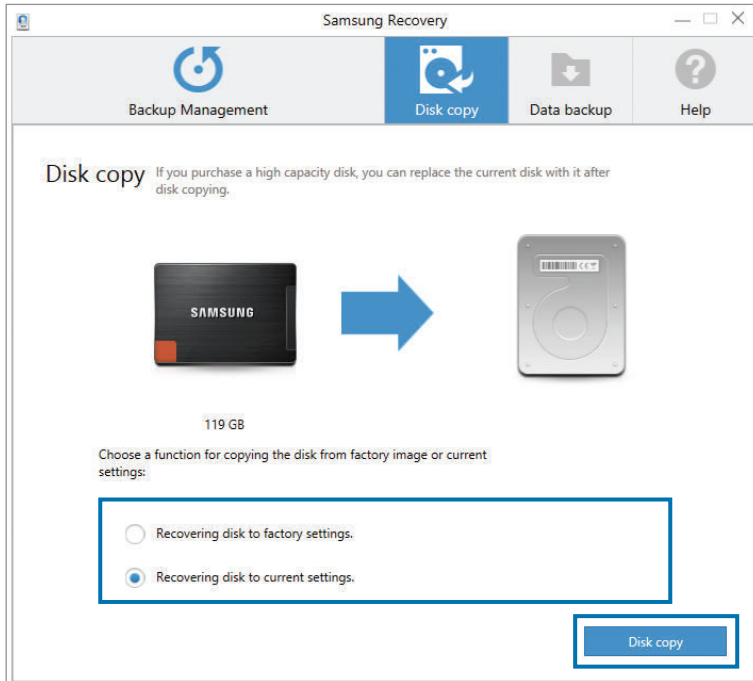 Samsung Recovery
Backup Management
Disk copy
Data backup
Help
Disk copy
If you purchase a high capacity disk, you can replace the current disk with it after
disk copying.
SAMSUNG
119 GB
Choose a function for copying the disk from factory image or current
settings:
Recovering disk to factory settings.
Recovering disk to current settings.
Disk copy